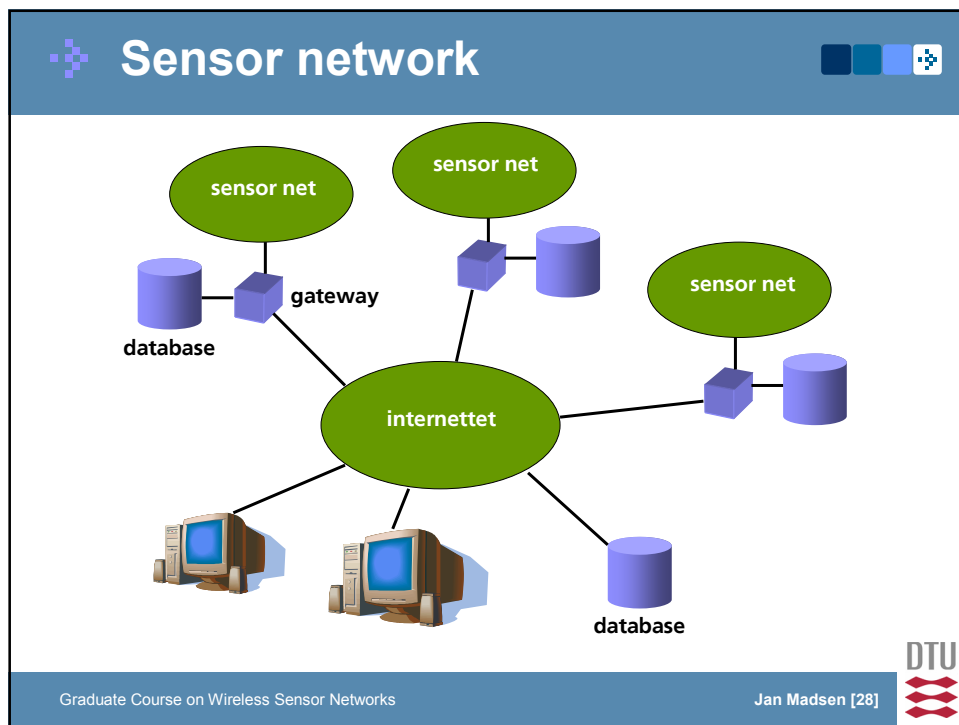 Sensor network
sensor net
sensor net
sensor net
gateway
database
internettet
database
Graduate Course on Wireless Sensor Networks
Jan Madsen [28]
DTU